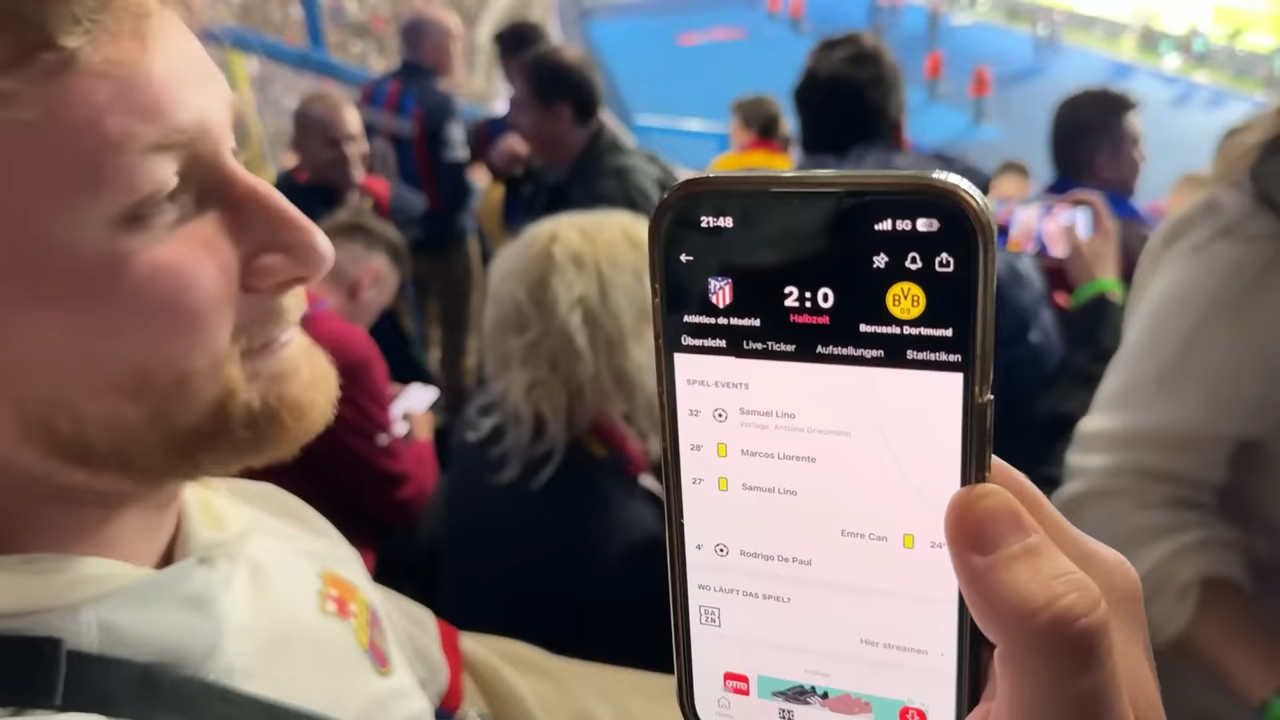 21:48
5G 44
2:0
Halbzeit
Atlético de Madrid
BVB
09
Borussia Dortmund
Übersicht Live-Ticker Aufstellungen Statistiken
SPIEL-EVENTS
32' Samuel Lino
Vorlage: Antoine Griezmann
28' Marcos Llorente
27' Samuel Lino
Emre Can 24'
4' Rodrigo De Paul
WO LÄUFT DAS SPIEL?
DAZN
Hier streamen
OTTO